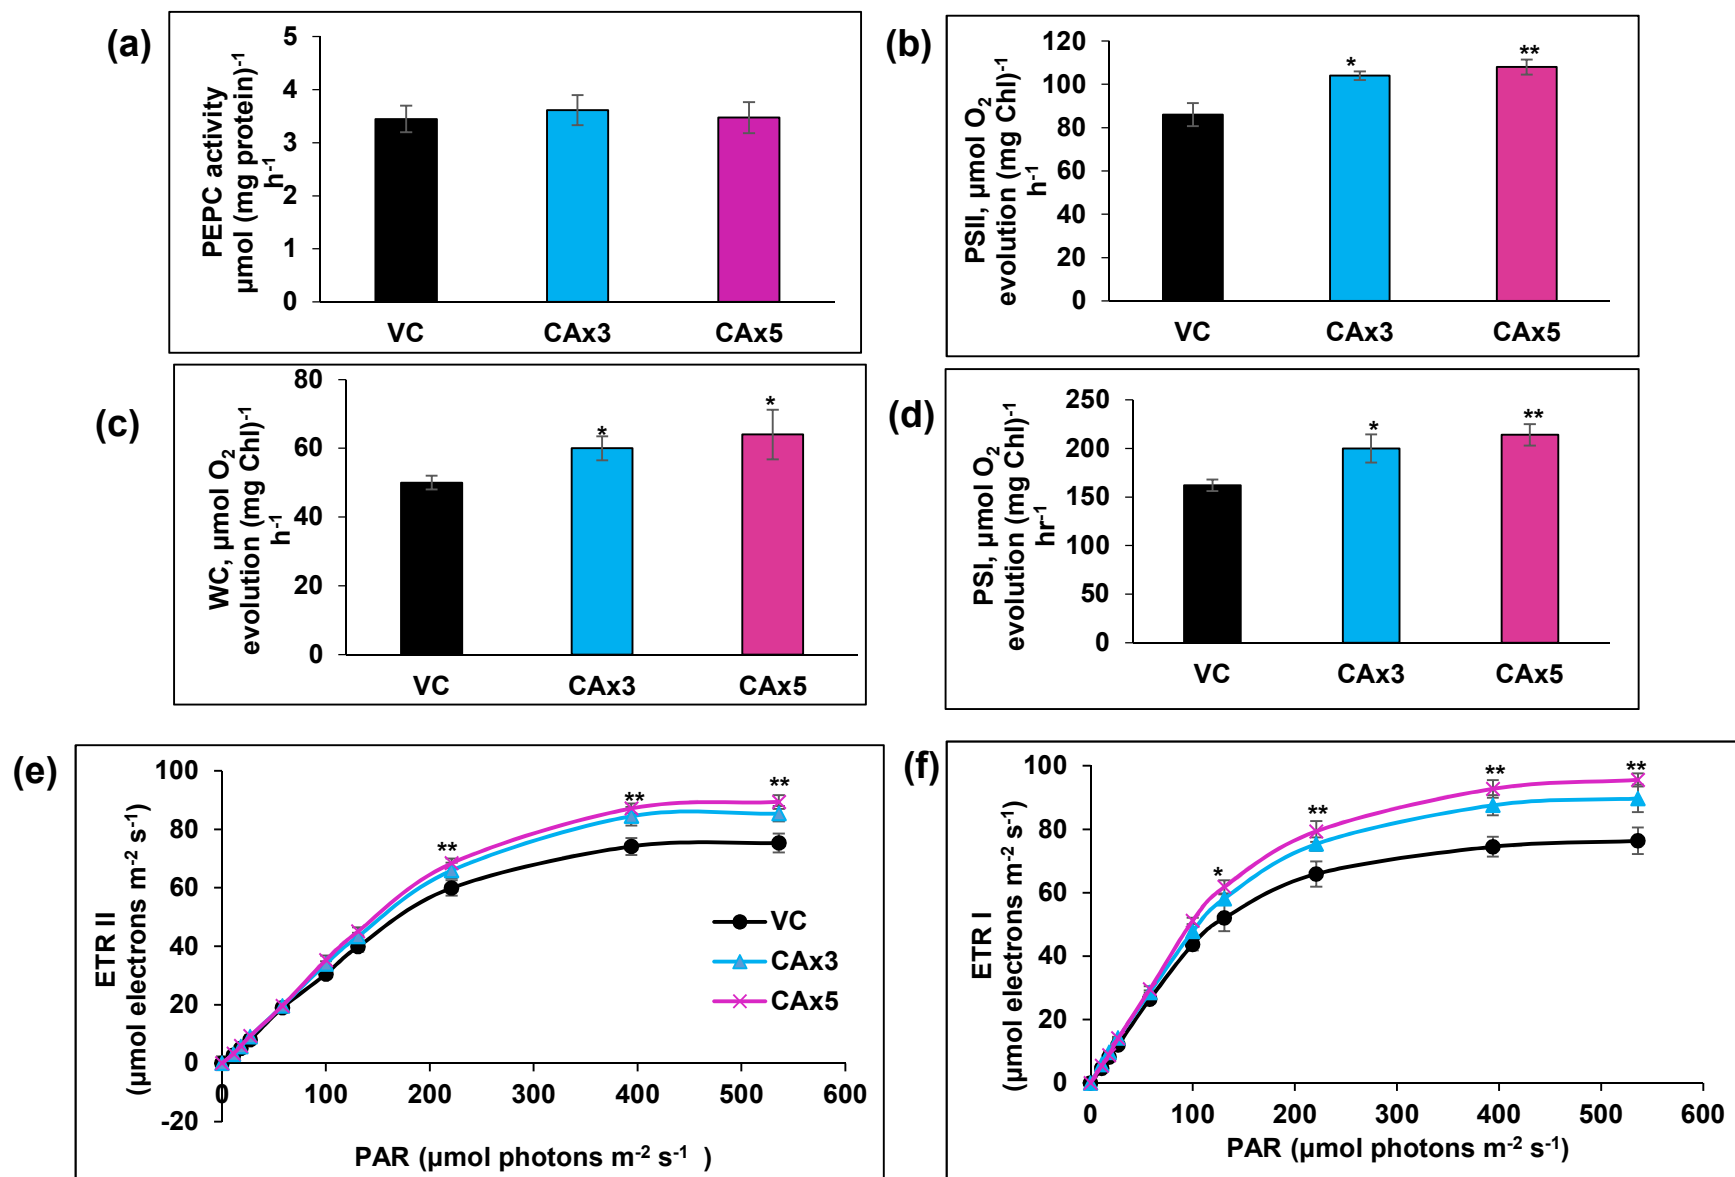 (a)
PEPC activity
µmol (mg protein)⁻¹
h⁻¹
5
4
3
2
1
0
VC CAx3 CAx5
(b)
PSII, µmol O₂
evolution (mg Chl)⁻¹
h⁻¹
120
100
80
60
40
20
0
* **
VC CAx3 CAx5
(c)
WC, µmol O₂
evolution (mg Chl)⁻¹
h⁻¹
80
60
40
20
0
* *
VC CAx3 CAx5
(d)
PSI, µmol O₂
evolution (mg Chl)⁻¹
hr⁻¹
250
200
150
100
50
0
* **
VC CAx3 CAx5
(e)
ETR II
(µmol electrons m⁻² s⁻¹)
100
80
60
40
20
0
-20
** ** **
VC
CAx3
CAx5
0 100 200 300 400 500 600
PAR (µmol photons m⁻² s⁻¹ )
(f)
ETR I
(µmol electrons m⁻² s⁻¹)
100
80
60
40
20
0
* ** ** **
0 100 200 300 400 500 600
PAR (µmol photons m⁻² s⁻¹)